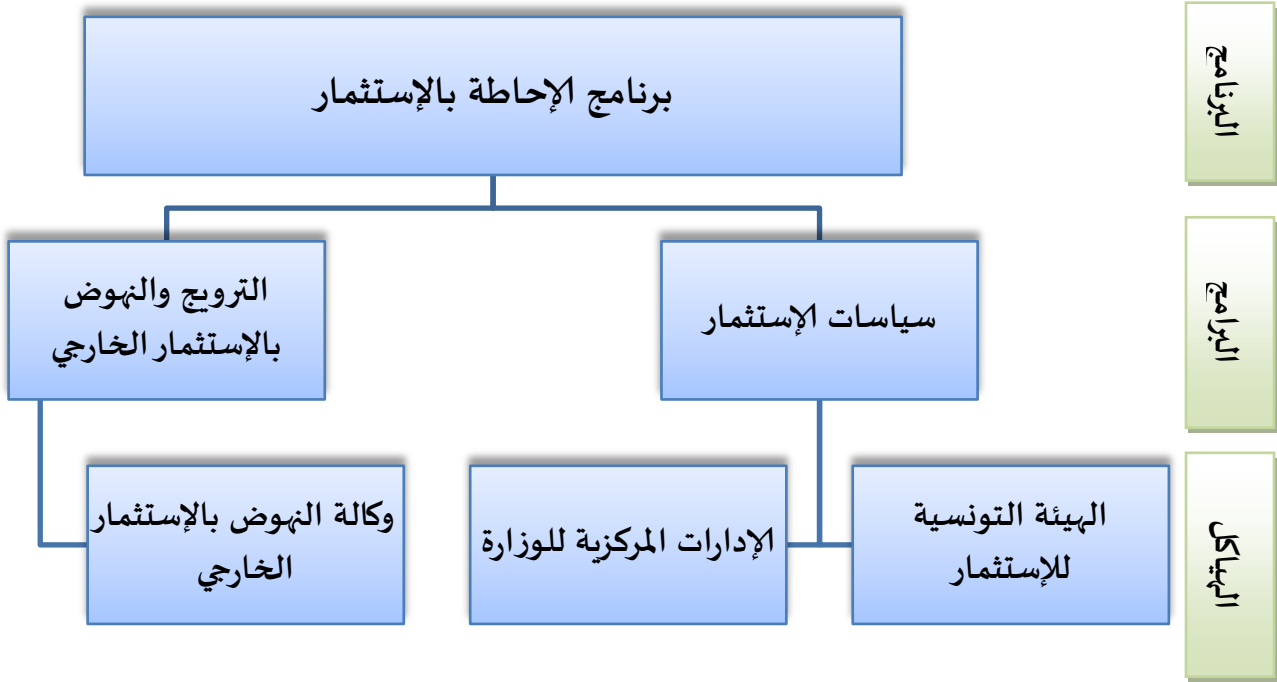 البرنامج
برنامج الإحاطة بالإستثمار
البرامج
سياسات الإستثمار
الترويج والنهوض
بالإستثمار الخارجي
الهياكل
الهيئة التونسية
للإستثمار
الإدارات المركزية للوزارة
وكالة النهوض بالإستثمار
الخارجي